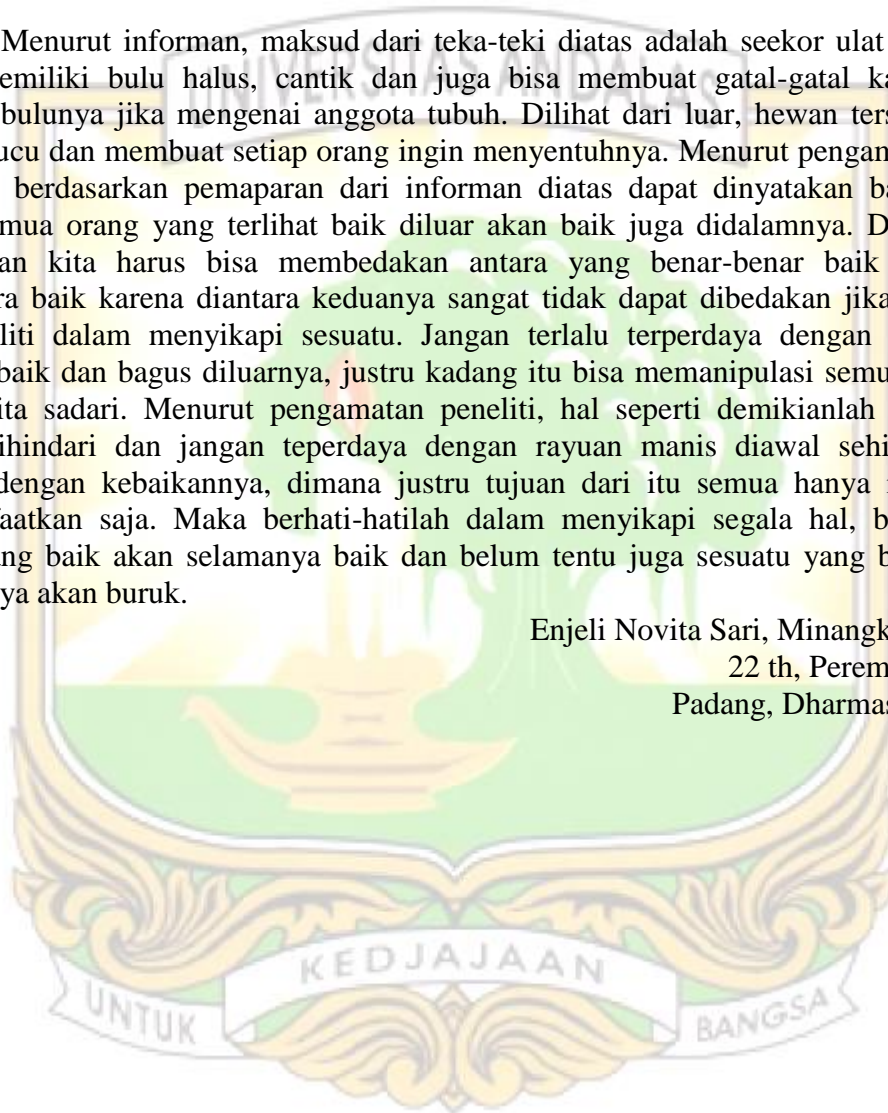 Menurut informan, maksud dari teka-teki diatas adalah seekor ulat
emiliki bulu halus, cantik dan juga bisa membuat gatal-gatal ka
bulunya jika mengenai anggota tubuh. Dilihat dari luar, hewan ters
ucu dan membuat setiap orang ingin menyentuhnya. Menurut pengam
berdasarkan pemaparan dari informan diatas dapat dinyatakan ba
emua orang yang terlihat baik diluar akan baik juga didalamnya. D
an kita harus bisa membedakan antara yang benar-benar baik
ra baik karena diantara keduanya sangat tidak dapat dibedakan jika
liti dalam menyikapi sesuatu. Jangan terlalu terperdaya dengan
baik dan bagus diluarnya, justru kadang itu bisa memanipulasi semu
ita sadari. Menurut pengamatan peneliti, hal seperti demikianlah
ihindari dan jangan teperdaya dengan rayuan manis diawal sehi
dengan kebaikannya, dimana justru tujuan dari itu semua hanya
faatkan saja. Maka berhati-hatilah dalam menyikapi segala hal, b
ang baik akan selamanya baik dan belum tentu juga sesuatu yang b
ya akan buruk.
Enjeli Novita Sari, Minangk
22 th, Perem
Padang, Dharmas
UNIVERSITAS ANDALAS
UNTUK KEDJAJAAN BANGSA